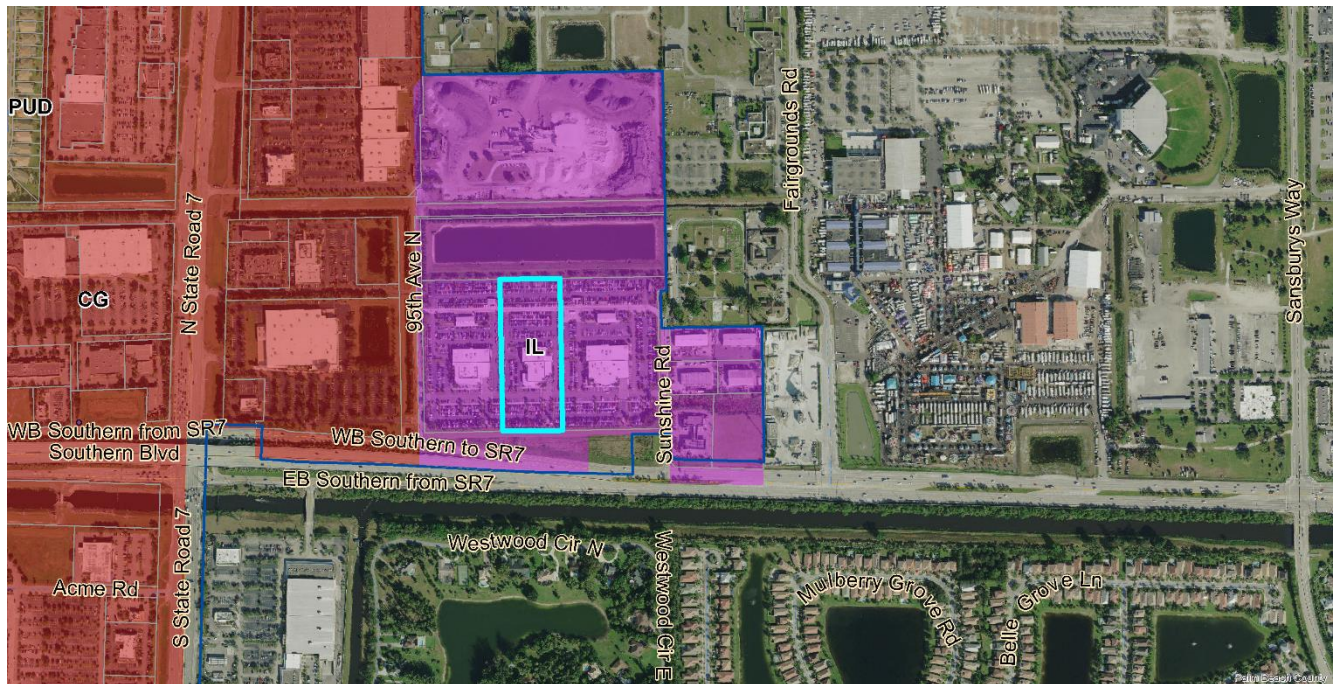 PUD
N State Road 7
95th Ave N
Fairgrounds Rd
Sansburys Way
CG
IL
Sunshine Rd
WB Southern from SR7
Southern Blvd
WB Southern to SR7
EB Southern from SR7
S State Road 7
Acme Rd
Westwood Cir N
Westwood Cir E
Mulberry Grove Rd
Belle Grove Ln
Palm Beach County